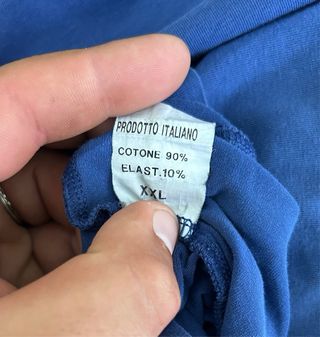 PRODOTTO ITALIANO
COTONE 90%
ELAST.10%
XXL